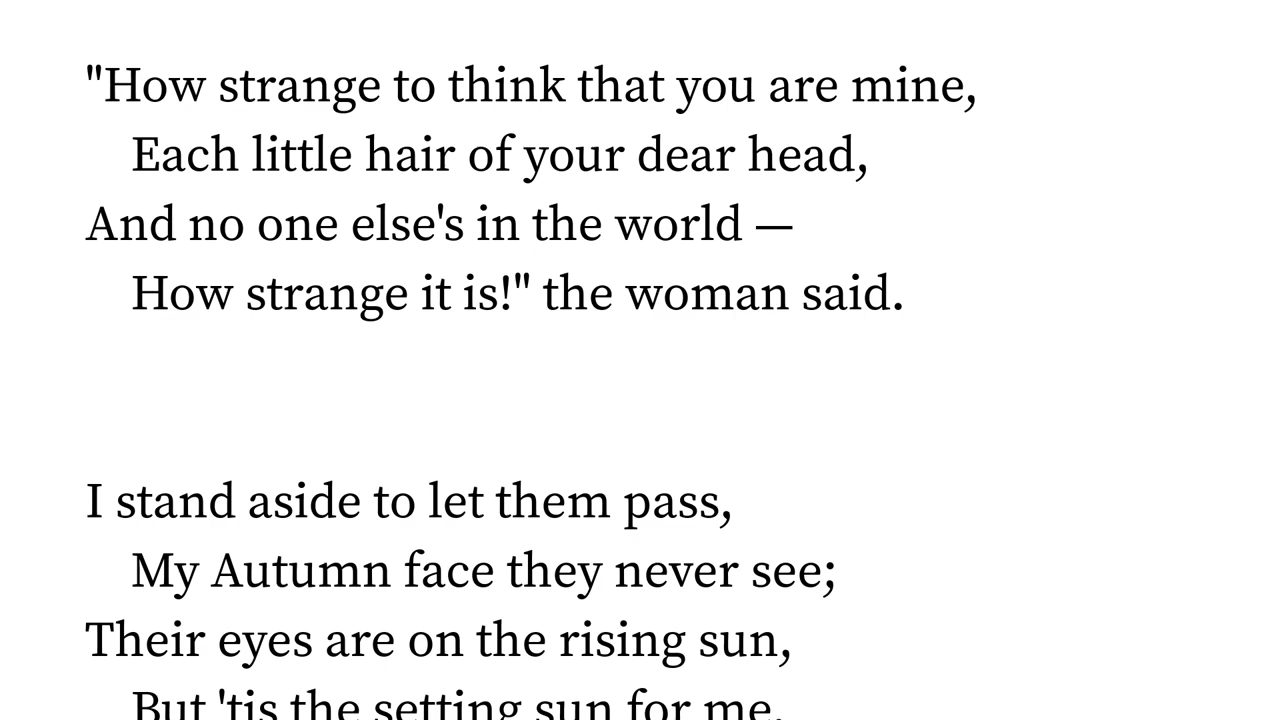 "How strange to think that you are mine,
Each little hair of your dear head,
And no one else's in the world —
How strange it is!" the woman said.
I stand aside to let them pass,
My Autumn face they never see;
Their eyes are on the rising sun,
But 'tis the setting sun for me.